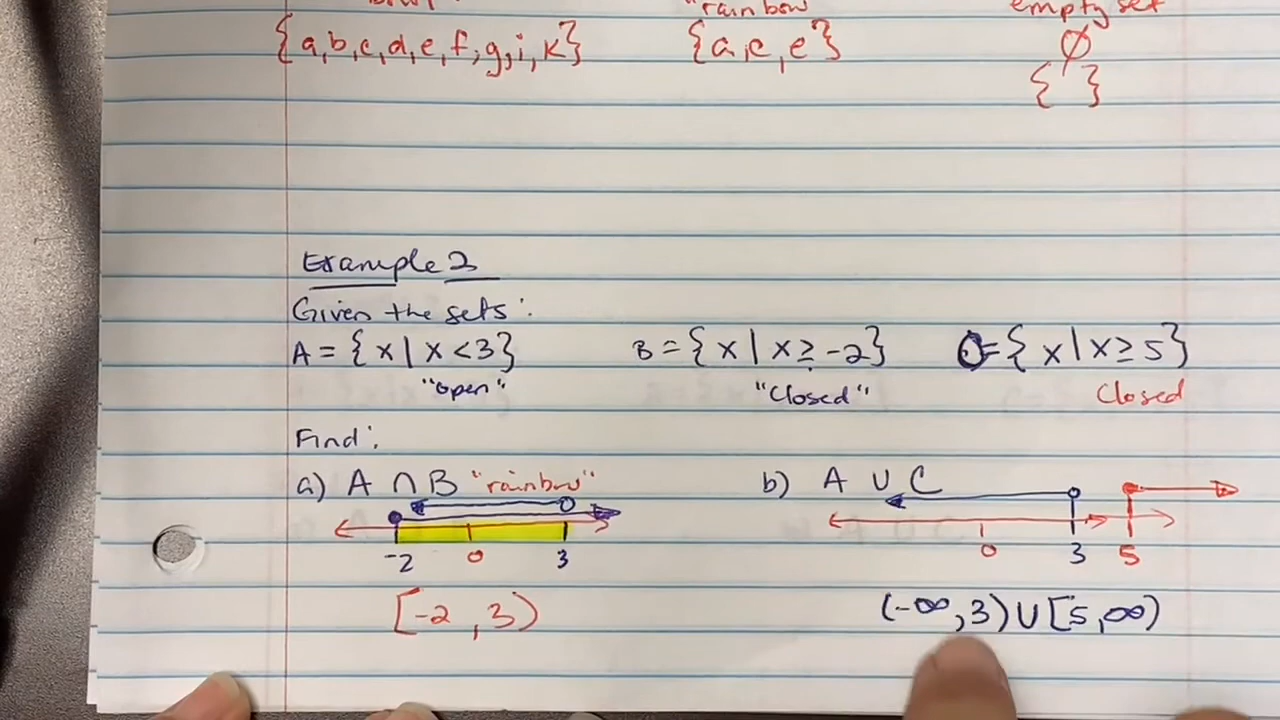 "rainbow
empty set
{a,b,c,d,e,f,g,i,k} {a,c,e} ∅
{ }
Example 2
Given the sets:
A = {x | x < 3} B = {x | x ≥ -2} C = {x | x ≥ 5}
"open" "Closed" Closed
Find:
a) A ∩ B "rainbow" b) A ∪ C
-2 0 3 0 3 5
[-2, 3) (-∞, 3) ∪ [5, ∞)